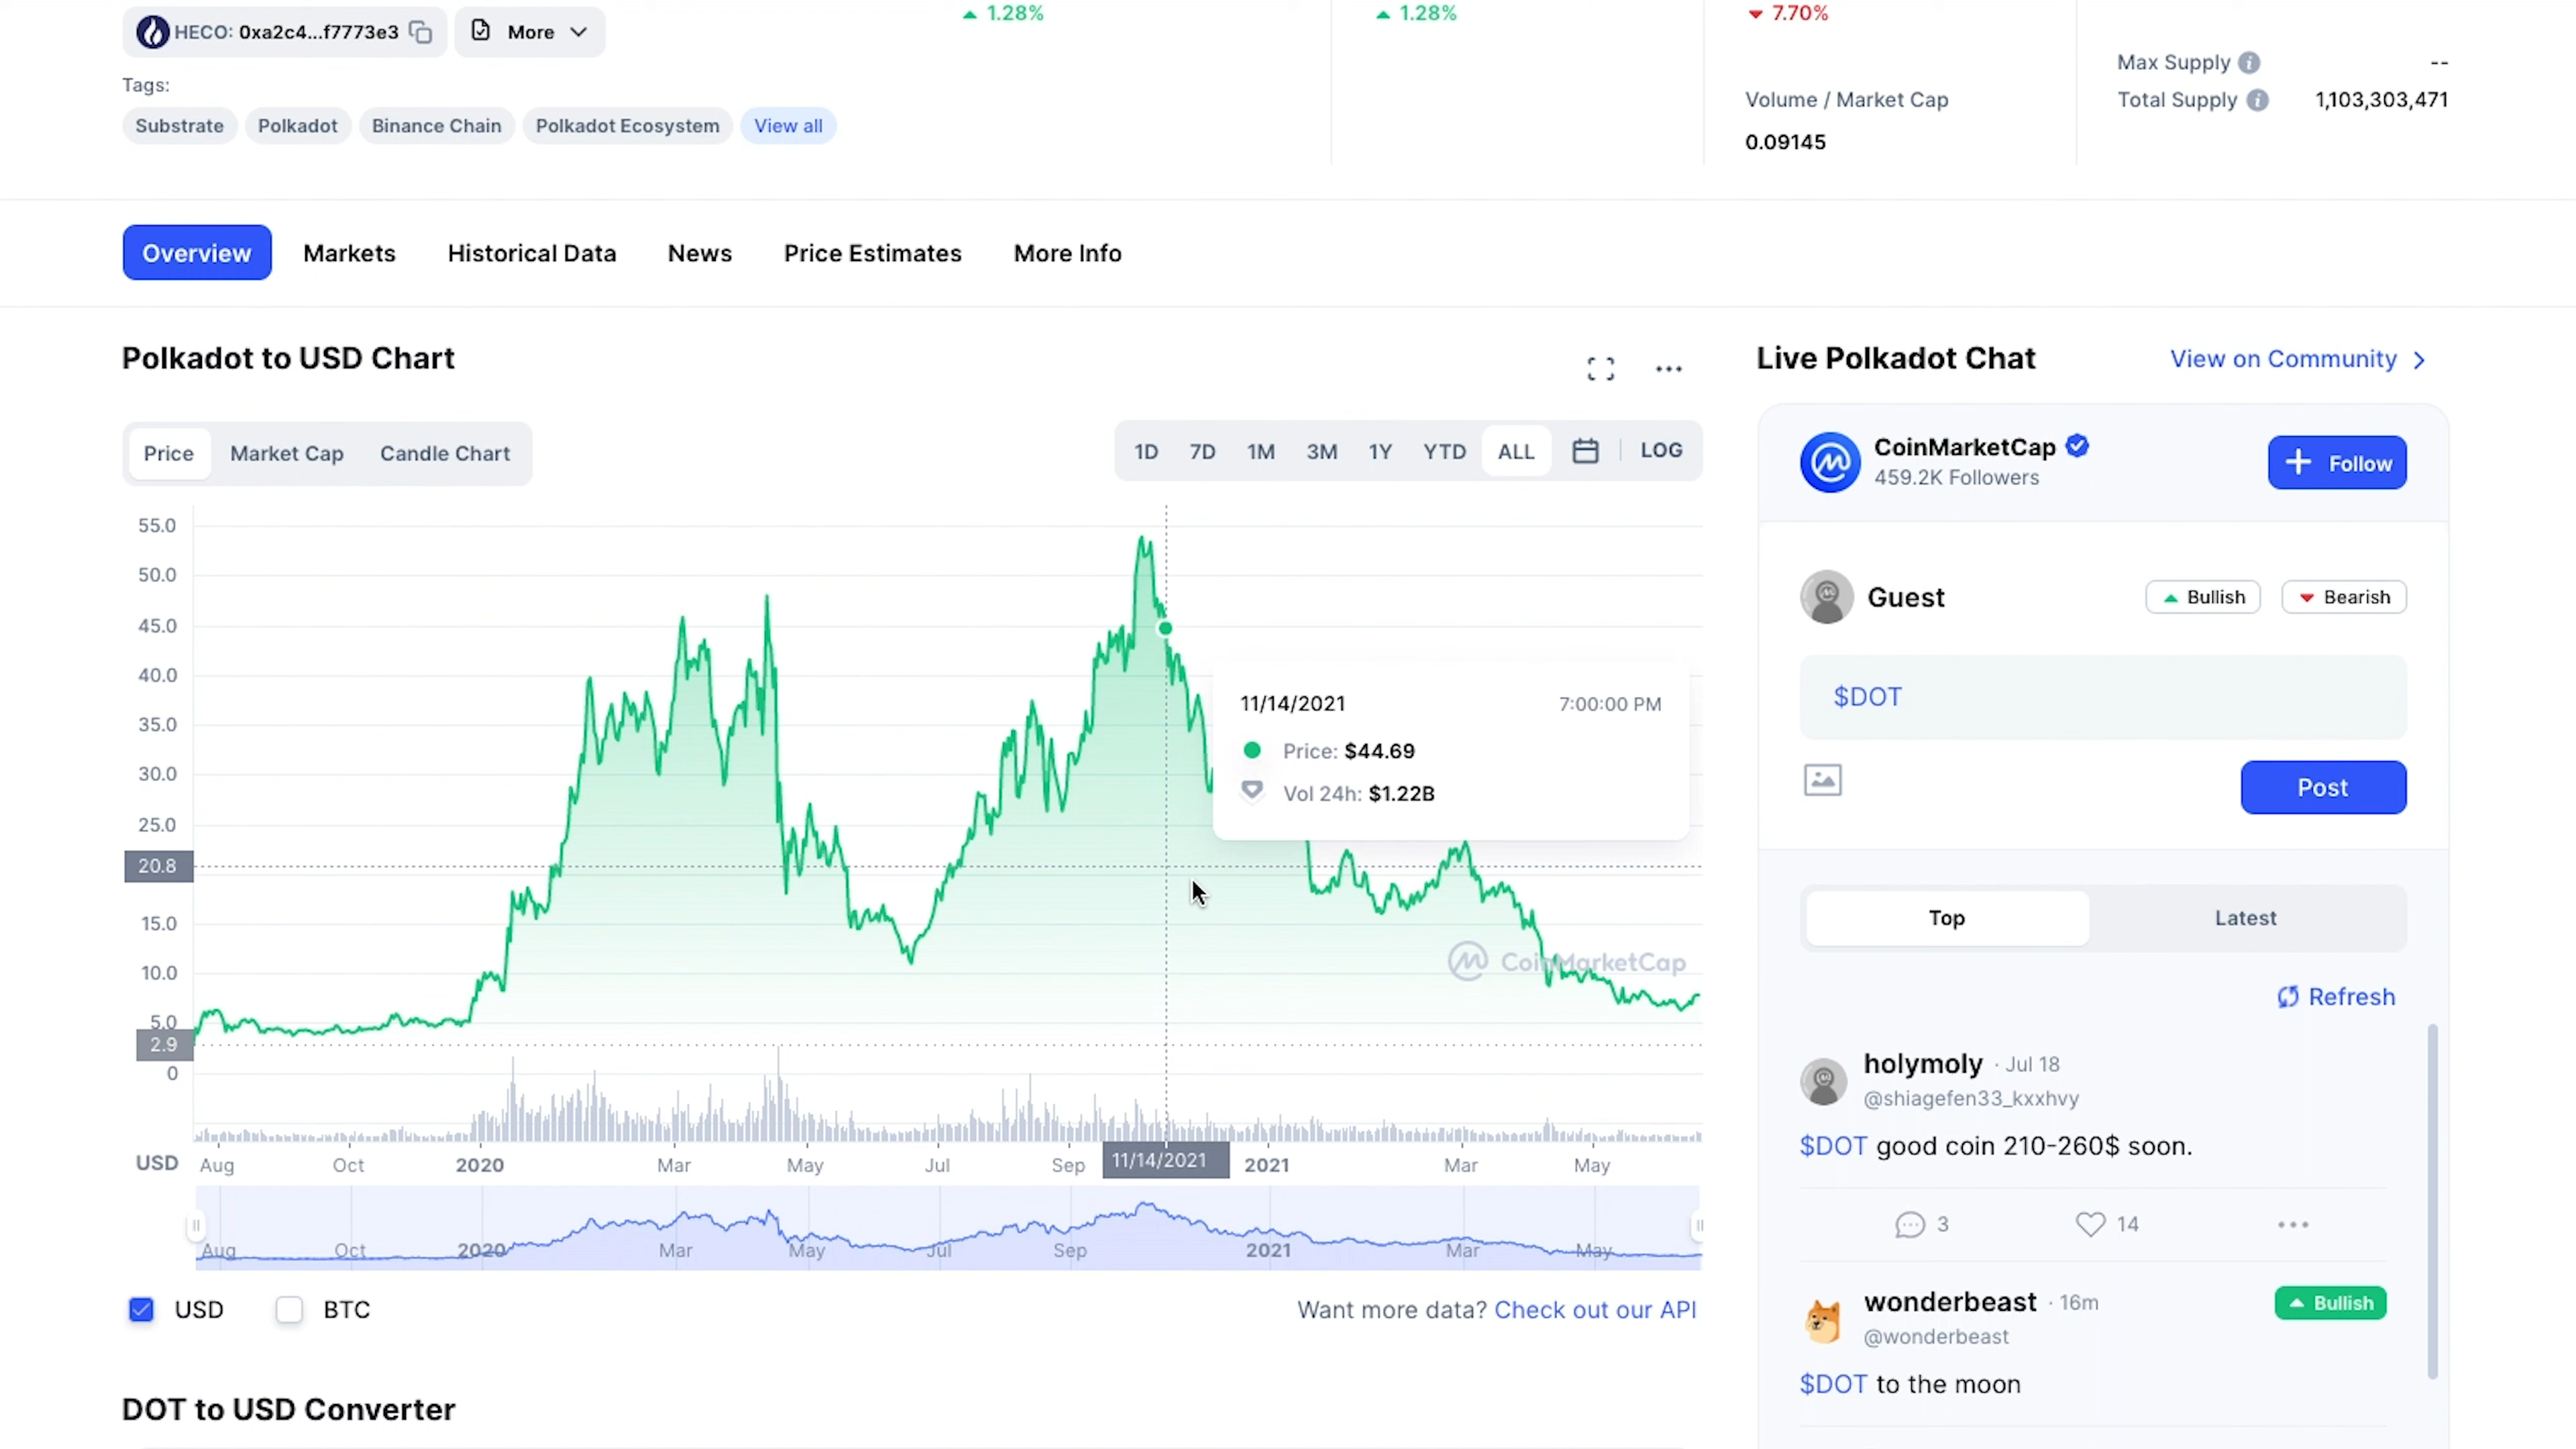 HECO: 0xa2c4...f7773e3
More
1.28%
1.28%
7.70%
Tags:
Substrate Polkadot Binance Chain Polkadot Ecosystem View all
Volume / Market Cap
0.09145
Max Supply --
Total Supply 1,103,303,471
Overview Markets Historical Data News Price Estimates More Info
Polkadot to USD Chart
Price Market Cap Candle Chart
1D 7D 1M 3M 1Y YTD ALL LOG
55.0
50.0
45.0
40.0
35.0
30.0
25.0
20.8
15.0
10.0
5.0
2.9
0
11/14/2021 7:00:00 PM
Price: $44.69
Vol 24h: $1.22B
CoinMarketCap
USD Aug Oct 2020 Mar May Jul Sep 11/14/2021 2021 Mar May
Aug Oct 2020 Mar May Jul Sep 2021 Mar May
USD BTC
Want more data? Check out our API
DOT to USD Converter
Live Polkadot Chat
View on Community
CoinMarketCap
459.2K Followers
Follow
Guest
Bullish
Bearish
$DOT
Post
Top Latest
Refresh
holymoly · Jul 18
@shiagefen33_kxxhvy
$DOT good coin 210-260$ soon.
3 14
wonderbeast · 16m
Bullish
@wonderbeast
$DOT to the moon